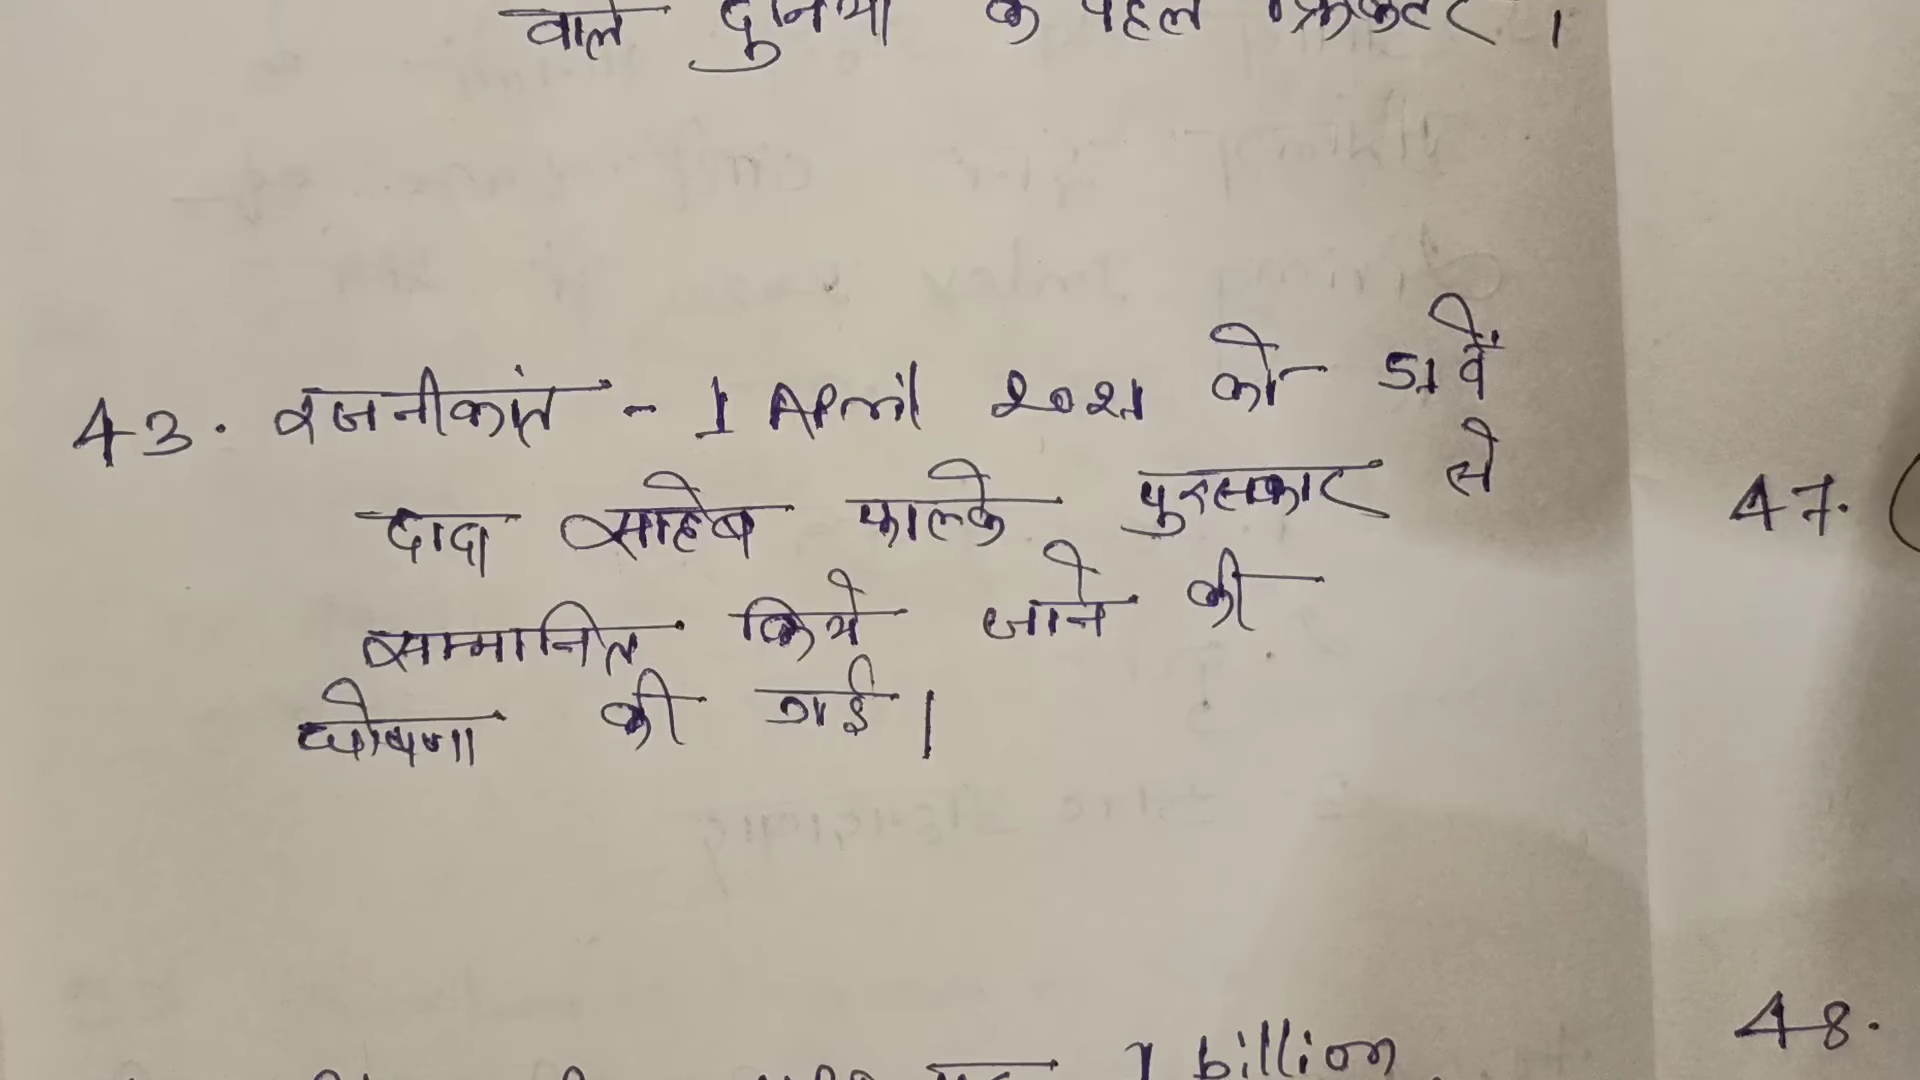 वाले दुनिया के पहले क्रिकेटर ।
43. रजनीकांत - 1 April 2021 को 51वें
दादा साहेब फाल्के पुरस्कार से
सम्मानित किये जाने की
घोषणा की गई।
1 billion
47.
48.